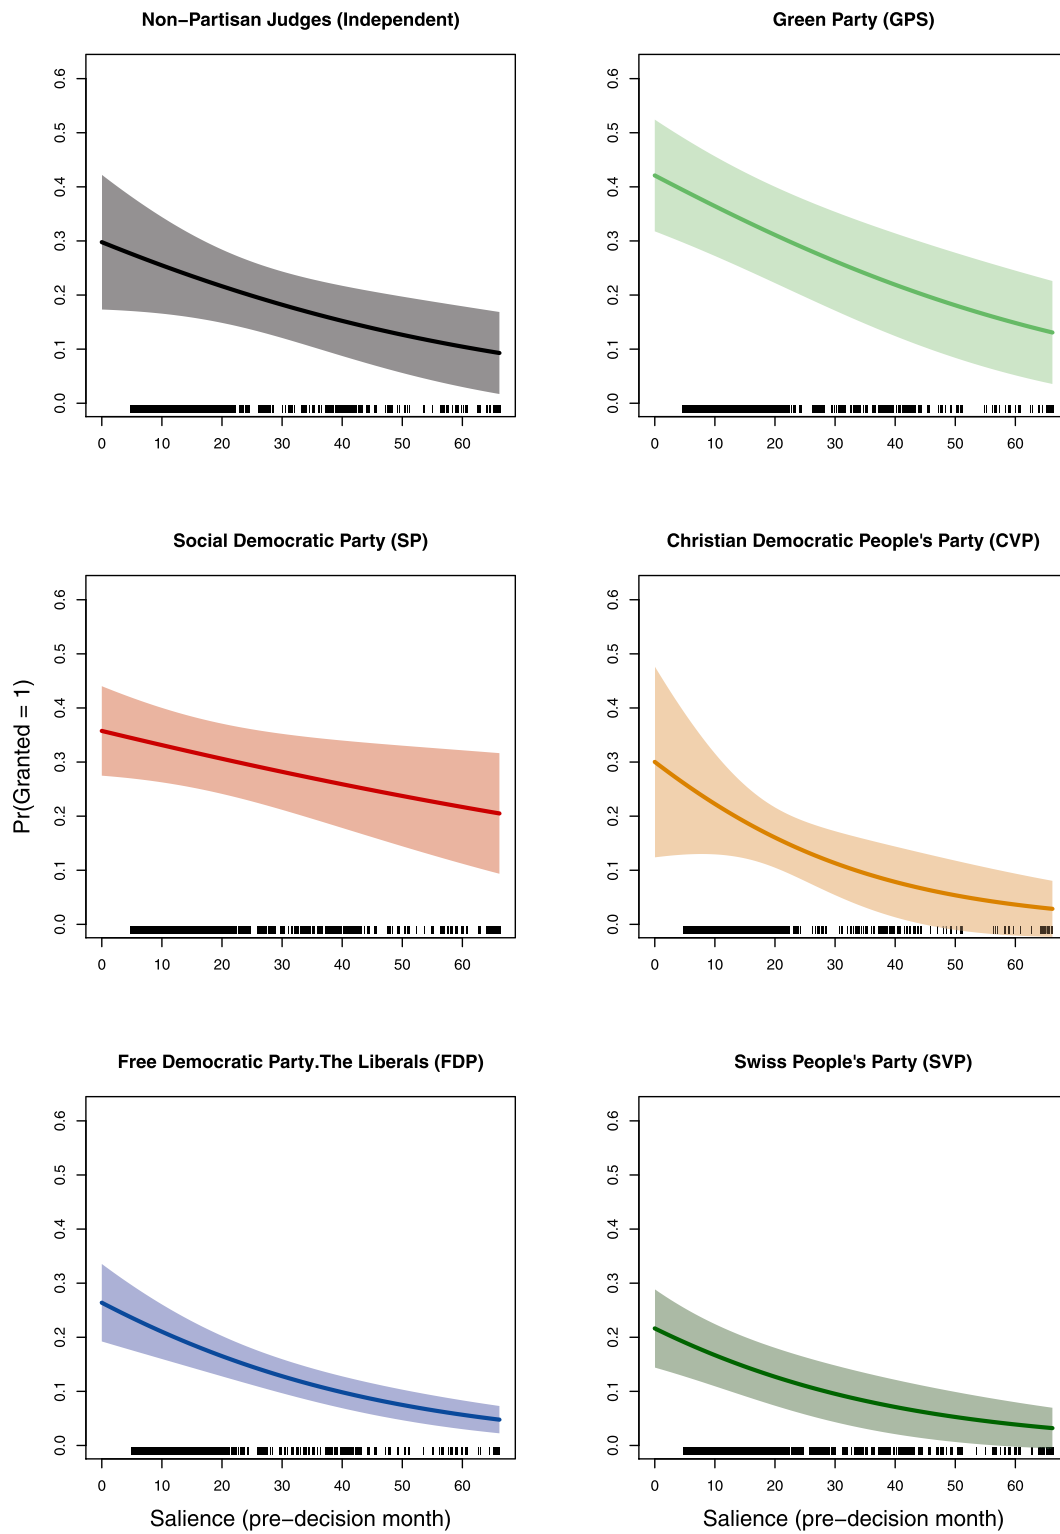 Non−Partisan Judges (Independent)
0.6
0.5
0.4
0.3
0.2
0.1
0.0
0 10 20 30 40 50 60
Green Party (GPS)
0.6
0.5
0.4
0.3
0.2
0.1
0.0
0 10 20 30 40 50 60
Social Democratic Party (SP)
Pr(Granted = 1)
0.6
0.5
0.4
0.3
0.2
0.1
0.0
0 10 20 30 40 50 60
Christian Democratic People's Party (CVP)
0.6
0.5
0.4
0.3
0.2
0.1
0.0
0 10 20 30 40 50 60
Free Democratic Party.The Liberals (FDP)
0.6
0.5
0.4
0.3
0.2
0.1
0.0
0 10 20 30 40 50 60
Salience (pre−decision month)
Swiss People's Party (SVP)
0.6
0.5
0.4
0.3
0.2
0.1
0.0
0 10 20 30 40 50 60
Salience (pre−decision month)